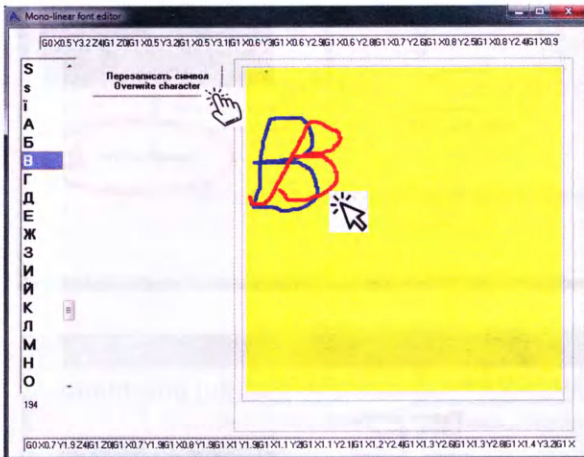 Mono-linear font editor
G0X0.5 Y3.2 Z4|G1 Z0|G1 X0.5 Y3.2|G1 X0.5 Y3.1|G1 X0.6 Y3|G1 X0.6 Y2.9|G1 X0.6 Y2.8|G1 X0.7 Y2.6|G1 X0.8 Y2.5|G1 X0.8 Y2.4|G1 X0.9
Перезаписать символ
Overwrite character
S
s
ї
А
Б
В
Г
Д
Е
Ж
З
И
Й
К
Л
М
Н
О
В
В
194
G0X0.7 Y1.9 Z4|G1 Z0|G1 X0.7 Y1.9|G1 X0.8 Y1.9|G1 X1 Y1.9|G1 X1.1 Y2|G1 X1.1 Y2.1|G1 X1.2 Y2.4|G1 X1.3 Y2.6|G1 X1.3 Y2.8|G1 X1.4 Y3.2|G1 X